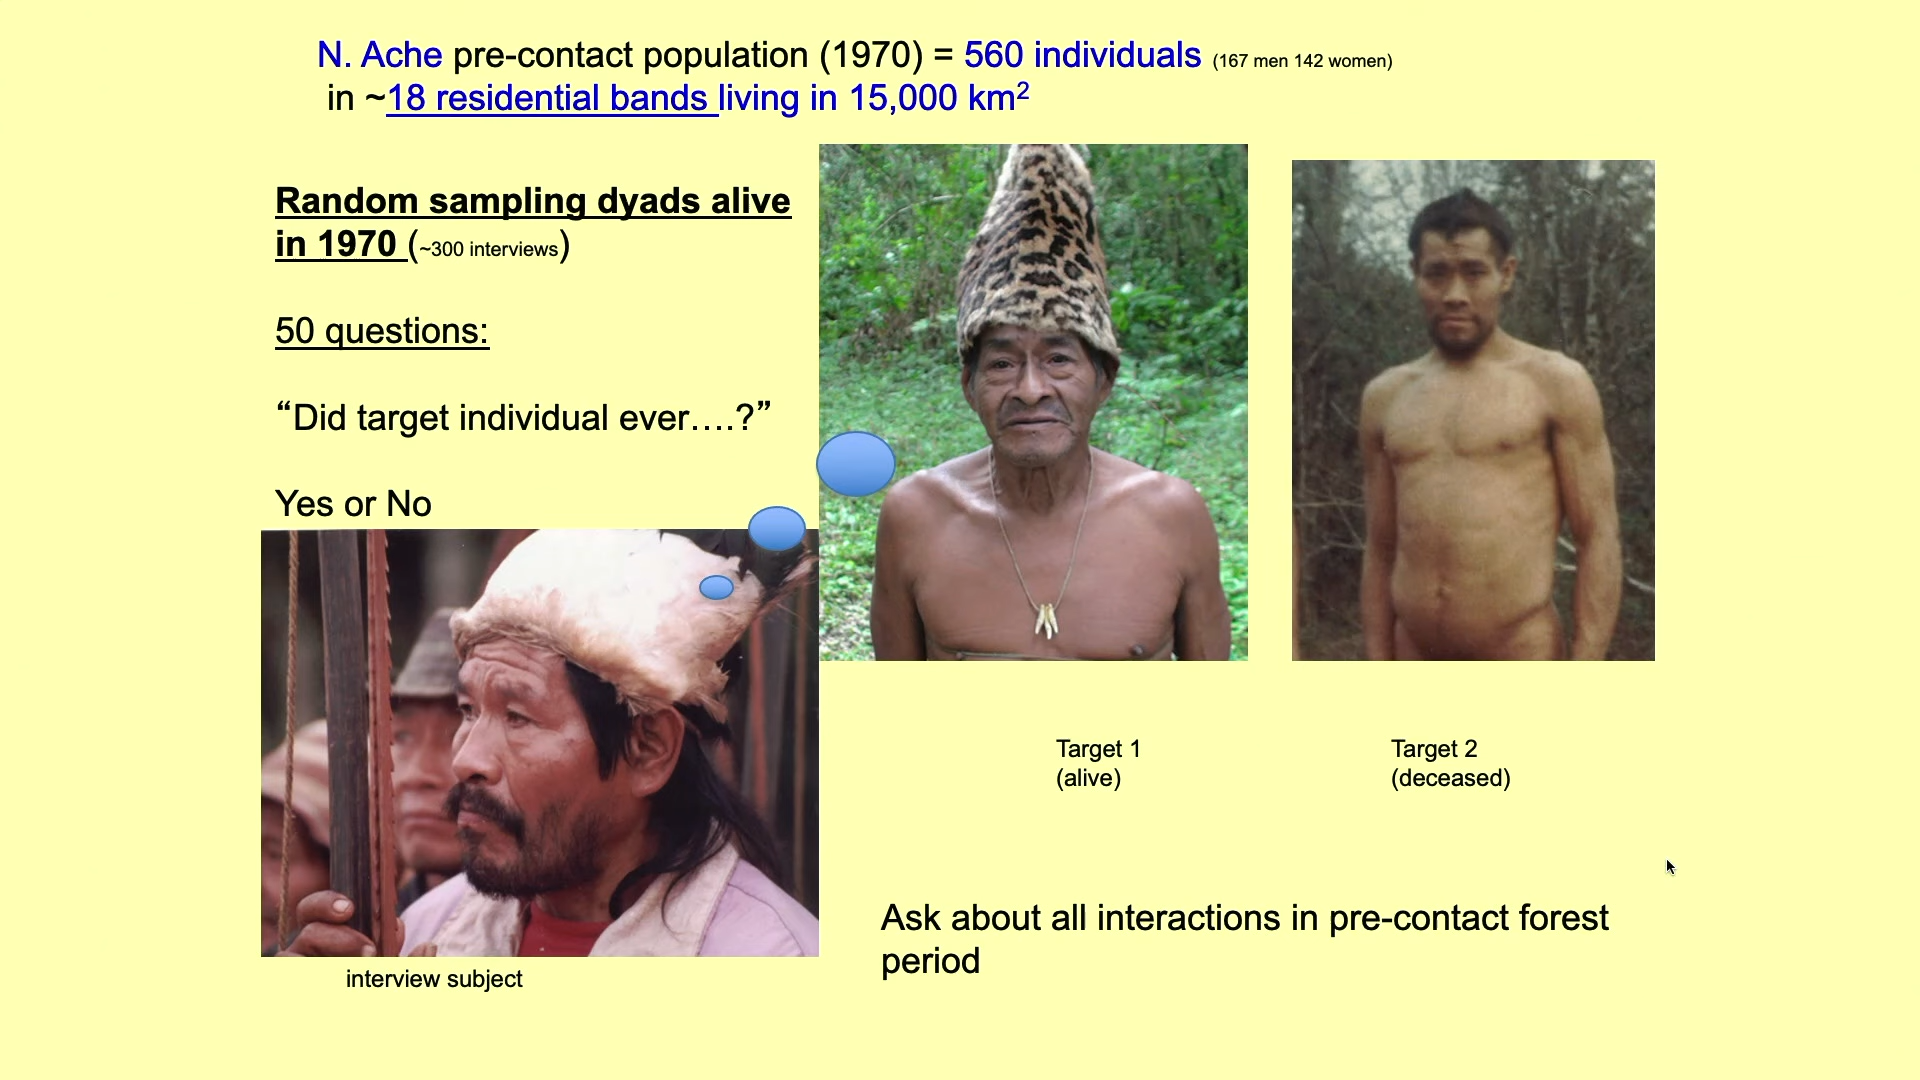 N. Ache pre-contact population (1970) = 560 individuals (167 men 142 women)
in ~18 residential bands living in 15,000 km²
Random sampling dyads alive
in 1970 (~300 interviews)
50 questions:
“Did target individual ever….?”
Yes or No
interview subject
Target 1
(alive)
Target 2
(deceased)
Ask about all interactions in pre-contact forest
period